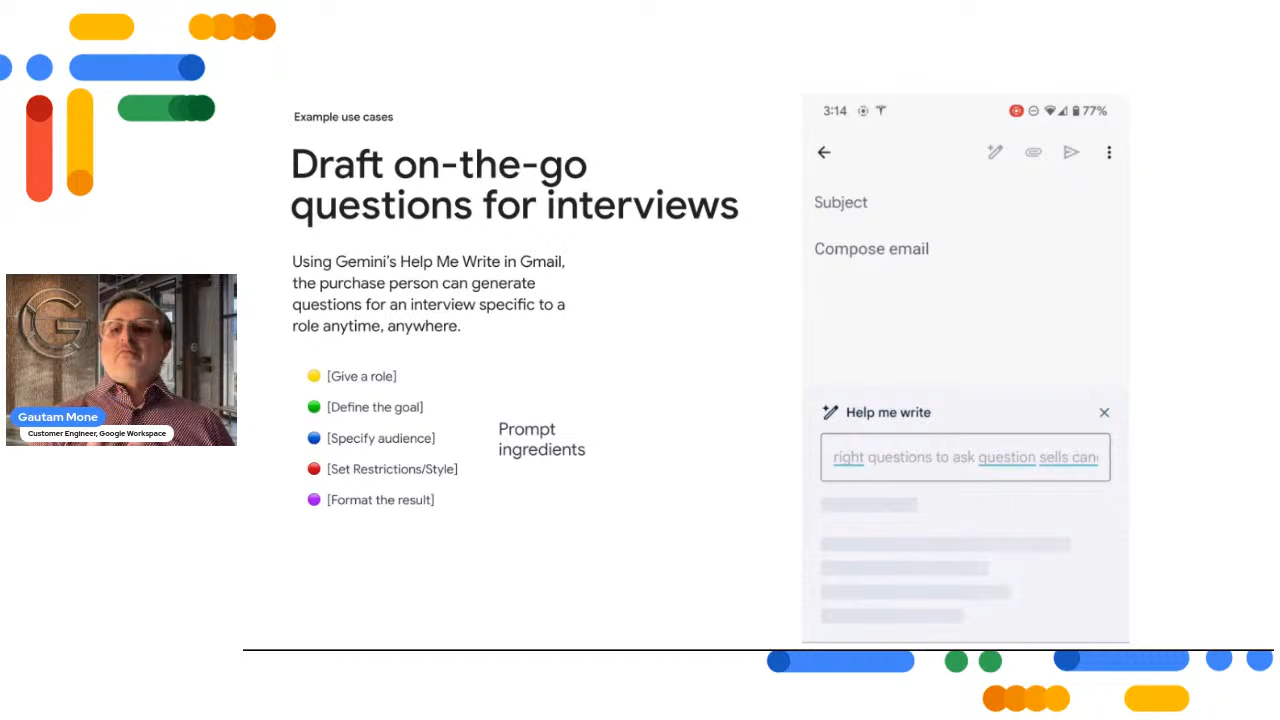 Example use cases
Draft on-the-go
questions for interviews
Using Gemini's Help Me Write in Gmail,
the purchase person can generate
questions for an interview specific to a
role anytime, anywhere.
[Give a role]
[Define the goal]
[Specify audience]
[Set Restrictions/Style]
[Format the result]
Prompt
ingredients
Gautam Mone
Customer Engineer, Google Workspace
3:14
77%
Subject
Compose email
Help me write
right questions to ask question sells can